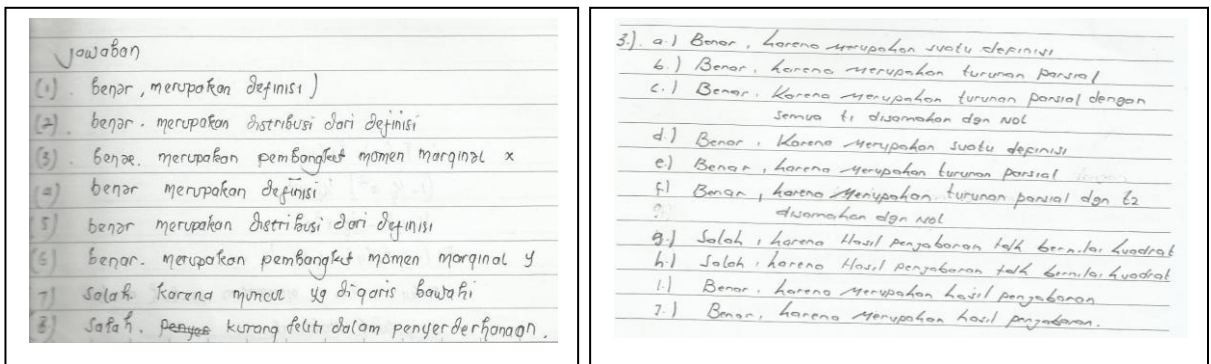 Jawaban
(1). benar, merupakan definisi)
(2). benar. merupakan distribusi dari definisi
(3). benar. merupakan pembangkit momen marginal x
(4) benar merupakan definisi
(5) benar merupakan distribusi dari definisi
(6) benar. merupakan pembangkit momen marginal y
7) Salah. karena muncul yg digaris bawahi
(8) Salah. kurang teliti dalam penyerderhanaan.
3.). a.) Benar, karena merupakan suatu definisi
b.) Benar, karena merupakan turunan parsial
c.) Benar. Karena merupakan turunan parsial dengan
semua t1 disamakan dgn Nol
d.) Benar, Karena merupakan suatu definisi
e.) Benar, karena merupakan turunan parsial
f.) Benar, karena merupakan turunan parsial dgn t2
disamakan dgn Nol
g.) Salah, karena Hasil penjabaran tdk bernilai kuadrat
h.) Salah, karena Hasil penjabaran tdk bernilai kuadrat
i.) Benar, karena merupakan hasil penjabaran
j.) Benar, karena merupakan hasil penjabaran.